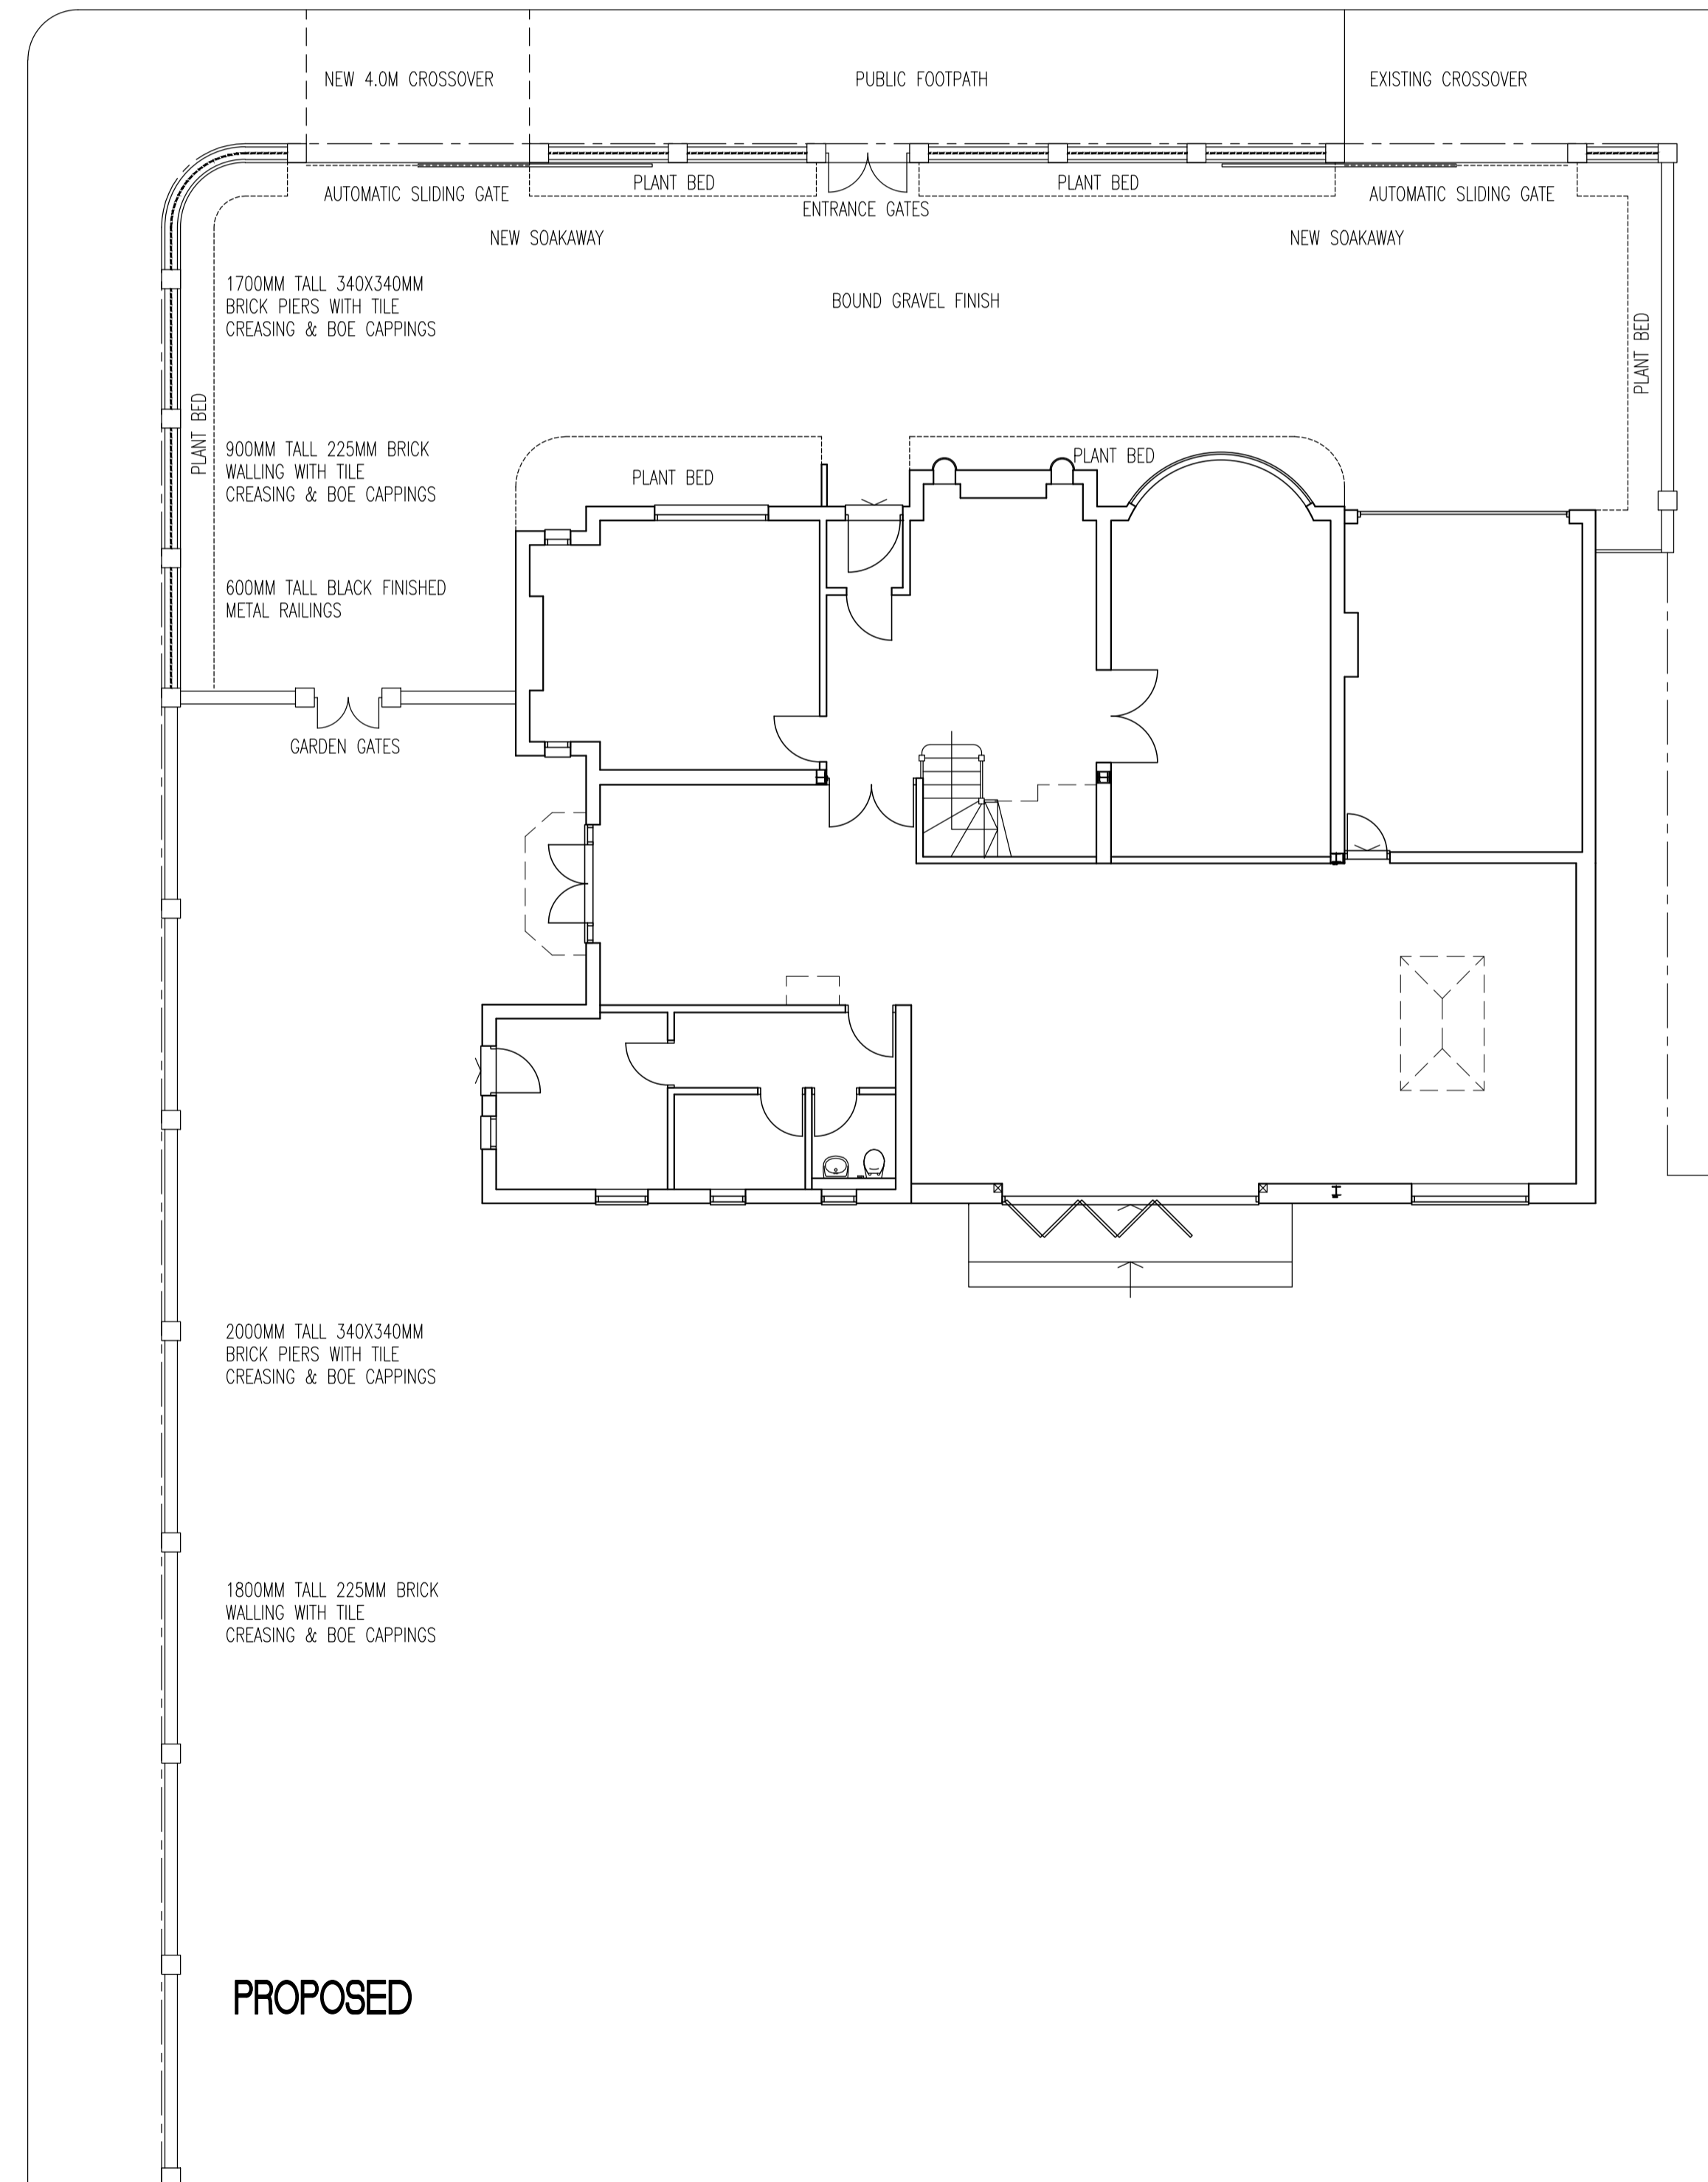 NEW 4.0M CROSSOVER
PUBLIC FOOTPATH
EXISTING CROSSOVER
AUTOMATIC SLIDING GATE
PLANT BED
ENTRANCE GATES
PLANT BED
AUTOMATIC SLIDING GATE
NEW SOAKAWAY
NEW SOAKAWAY
1700MM TALL 340X340MM
BRICK PIERS WITH TILE
CREASING & BOE CAPPINGS
BOUND GRAVEL FINISH
PLANT BED
PLANT BED
900MM TALL 225MM BRICK
WALLING WITH TILE
CREASING & BOE CAPPINGS
PLANT BED
PLANT BED
600MM TALL BLACK FINISHED
METAL RAILINGS
GARDEN GATES
2000MM TALL 340X340MM
BRICK PIERS WITH TILE
CREASING & BOE CAPPINGS
1800MM TALL 225MM BRICK
WALLING WITH TILE
CREASING & BOE CAPPINGS
PROPOSED